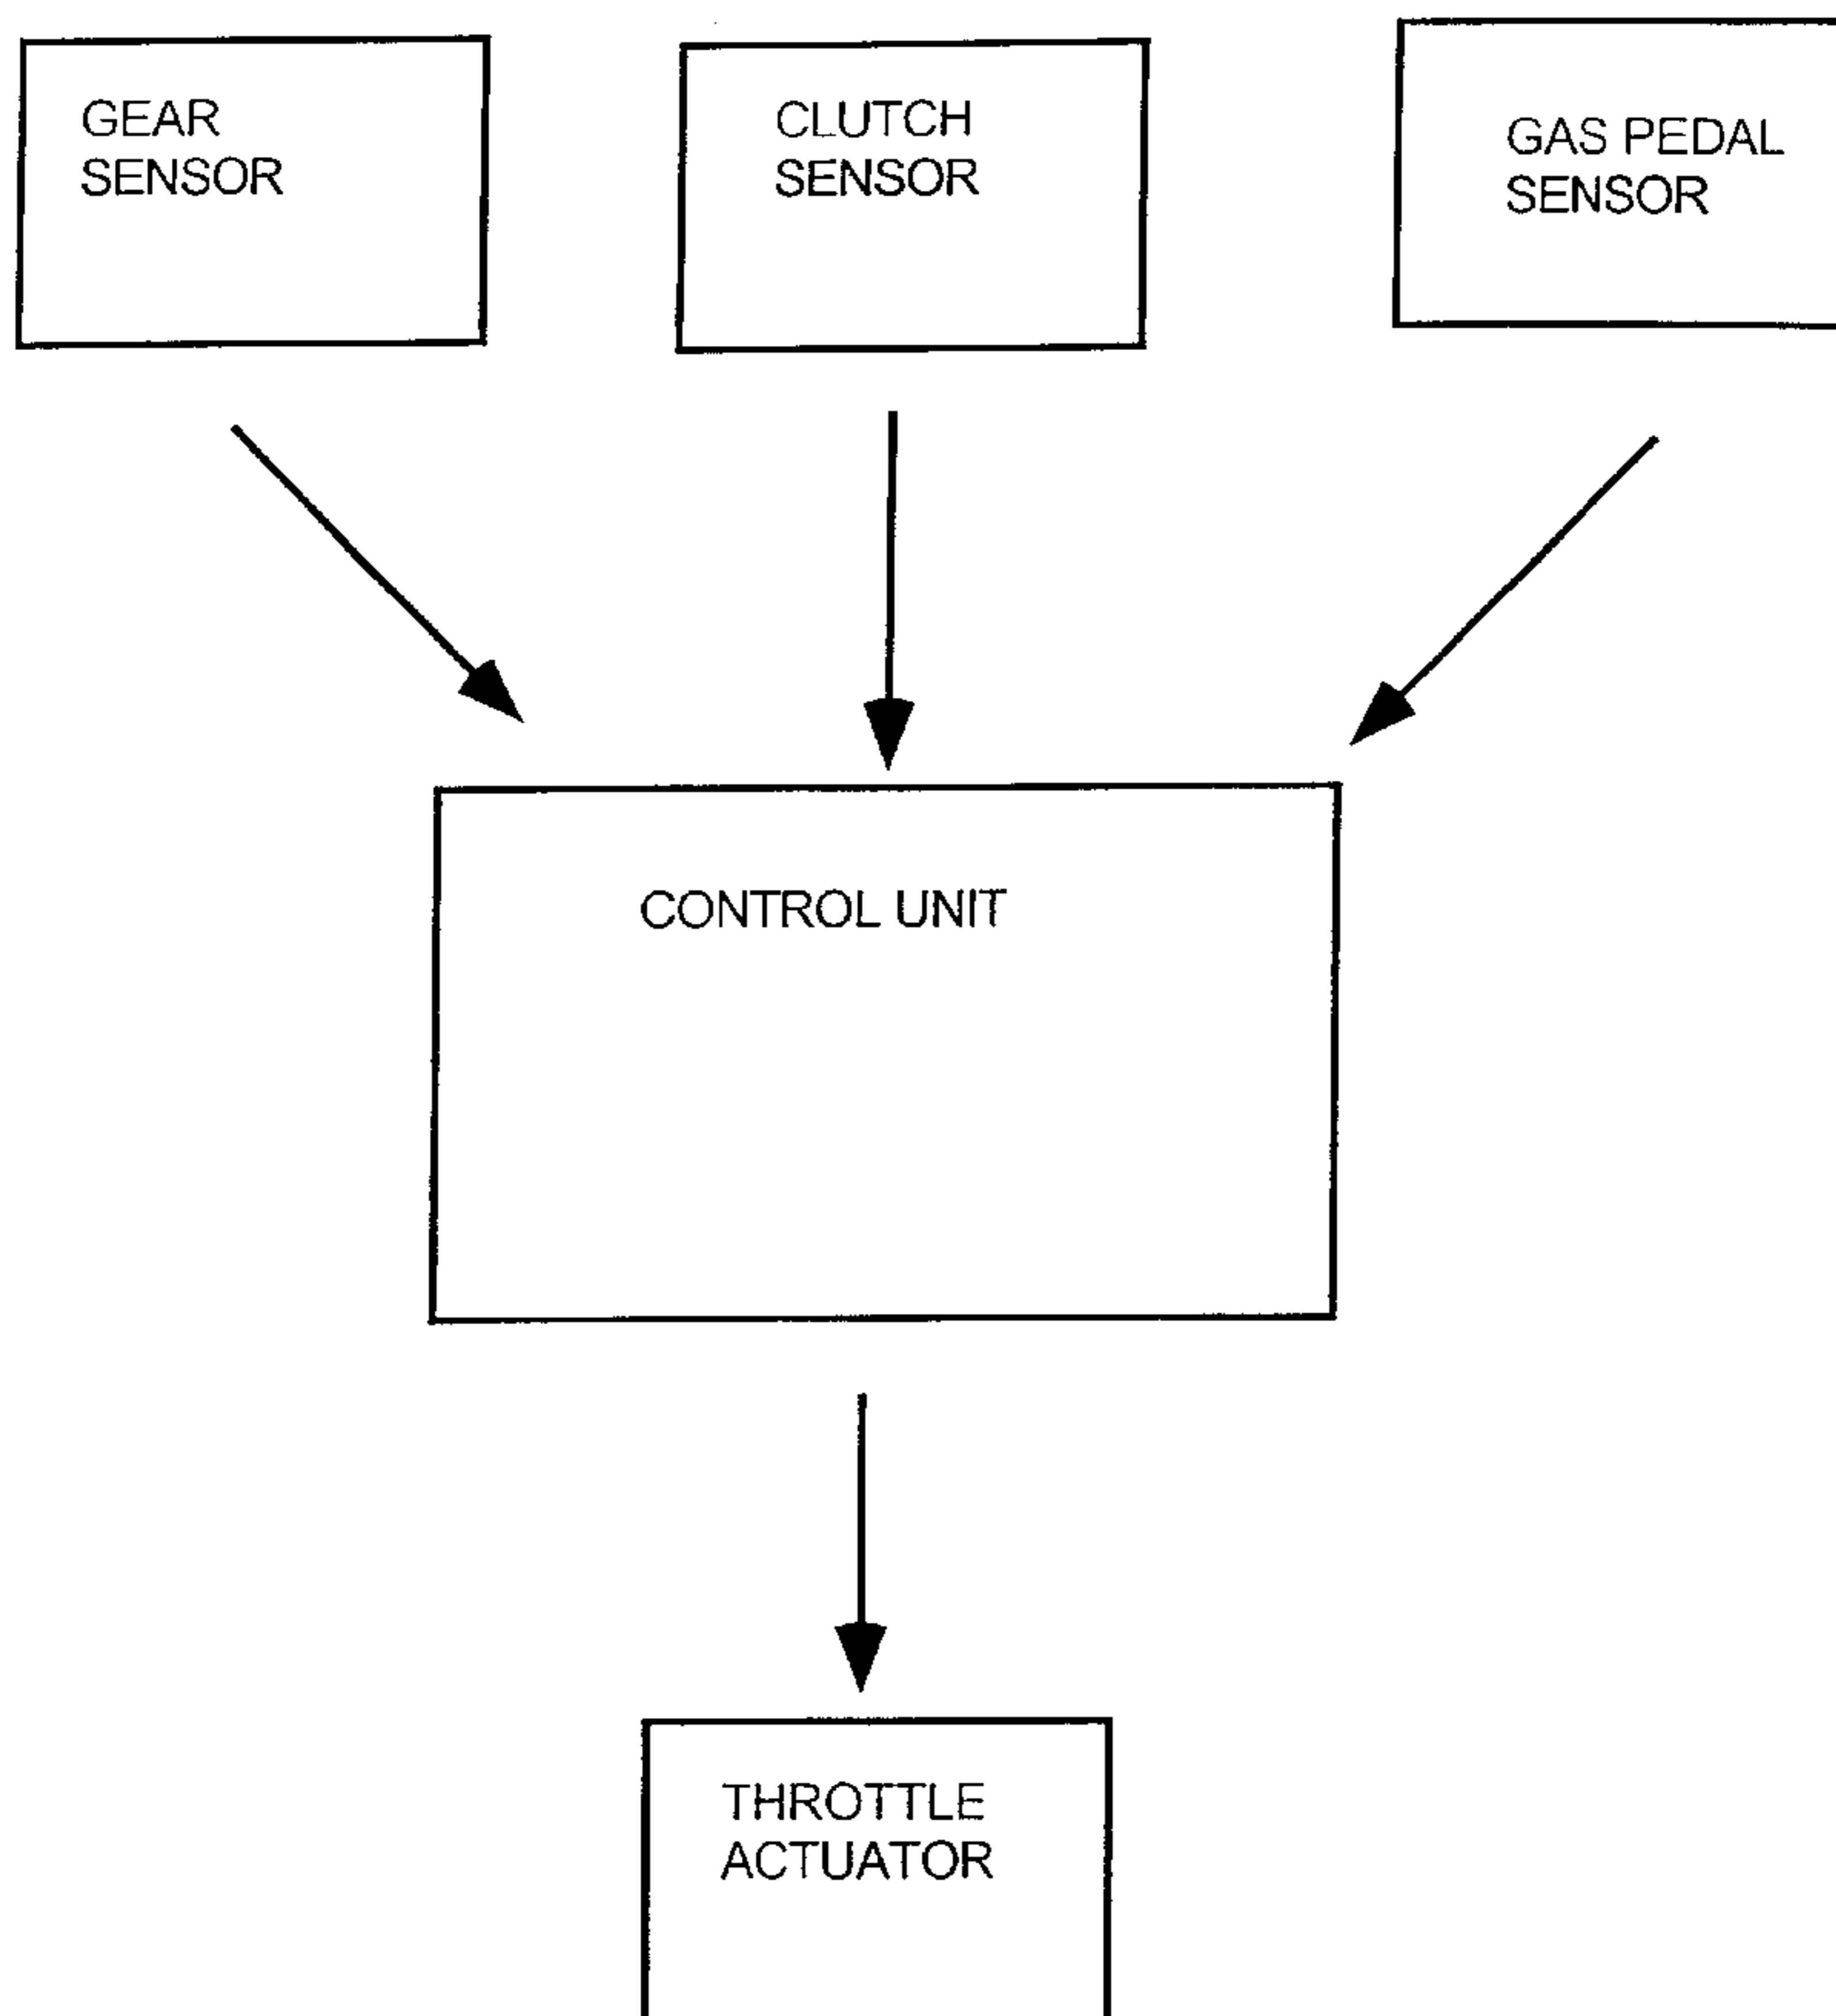 GEAR
SENSOR
CLUTCH
SENSOR
GAS PEDAL
SENSOR
CONTROL UNIT
THROTTLE
ACTUATOR